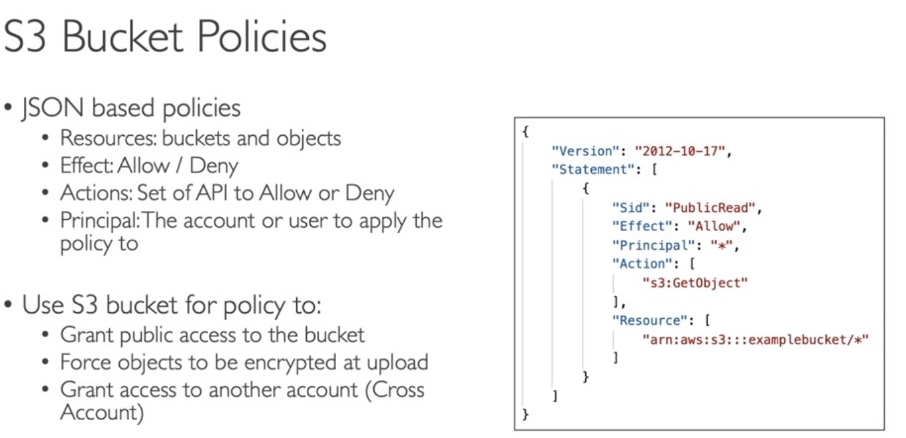 S3 Bucket Policies
• JSON based policies
• Resources: buckets and objects
• Effect: Allow / Deny
• Actions: Set of API to Allow or Deny
• Principal: The account or user to apply the
policy to
• Use S3 bucket for policy to:
• Grant public access to the bucket
• Force objects to be encrypted at upload
• Grant access to another account (Cross
Account)
{
"Version": "2012-10-17",
"Statement": [
{
"Sid": "PublicRead",
"Effect": "Allow",
"Principal": "*",
"Action": [
"s3:GetObject"
],
"Resource": [
"arn:aws:s3:::examplebucket/*"
]
}
]
}